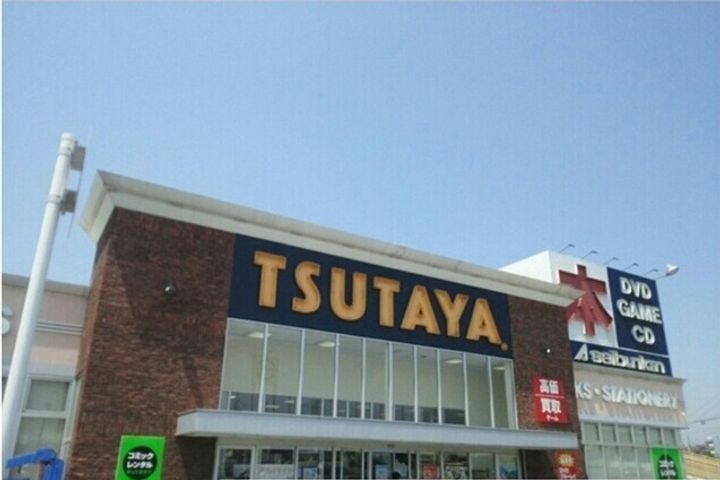 TSUTAYA
本
DVD
GAME
CD
Aseibunkan
KS・STATIONERY
高価
買取
コミック
レンタル